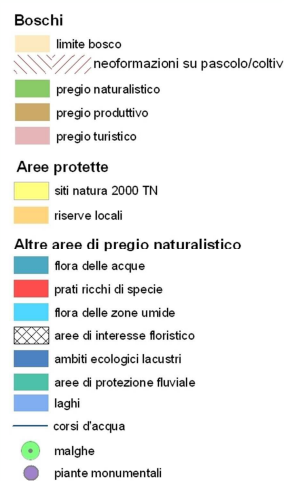 Boschi
limite bosco
neoformazioni su pascolo/coltiv
pregio naturalistico
pregio produttivo
pregio turistico
Aree protette
siti natura 2000 TN
riserve locali
Altre aree di pregio naturalistico
flora delle acque
prati ricchi di specie
flora delle zone umide
aree di interesse floristico
ambiti ecologici lacustri
aree di protezione fluviale
laghi
corsi d'acqua
malghe
piante monumentali